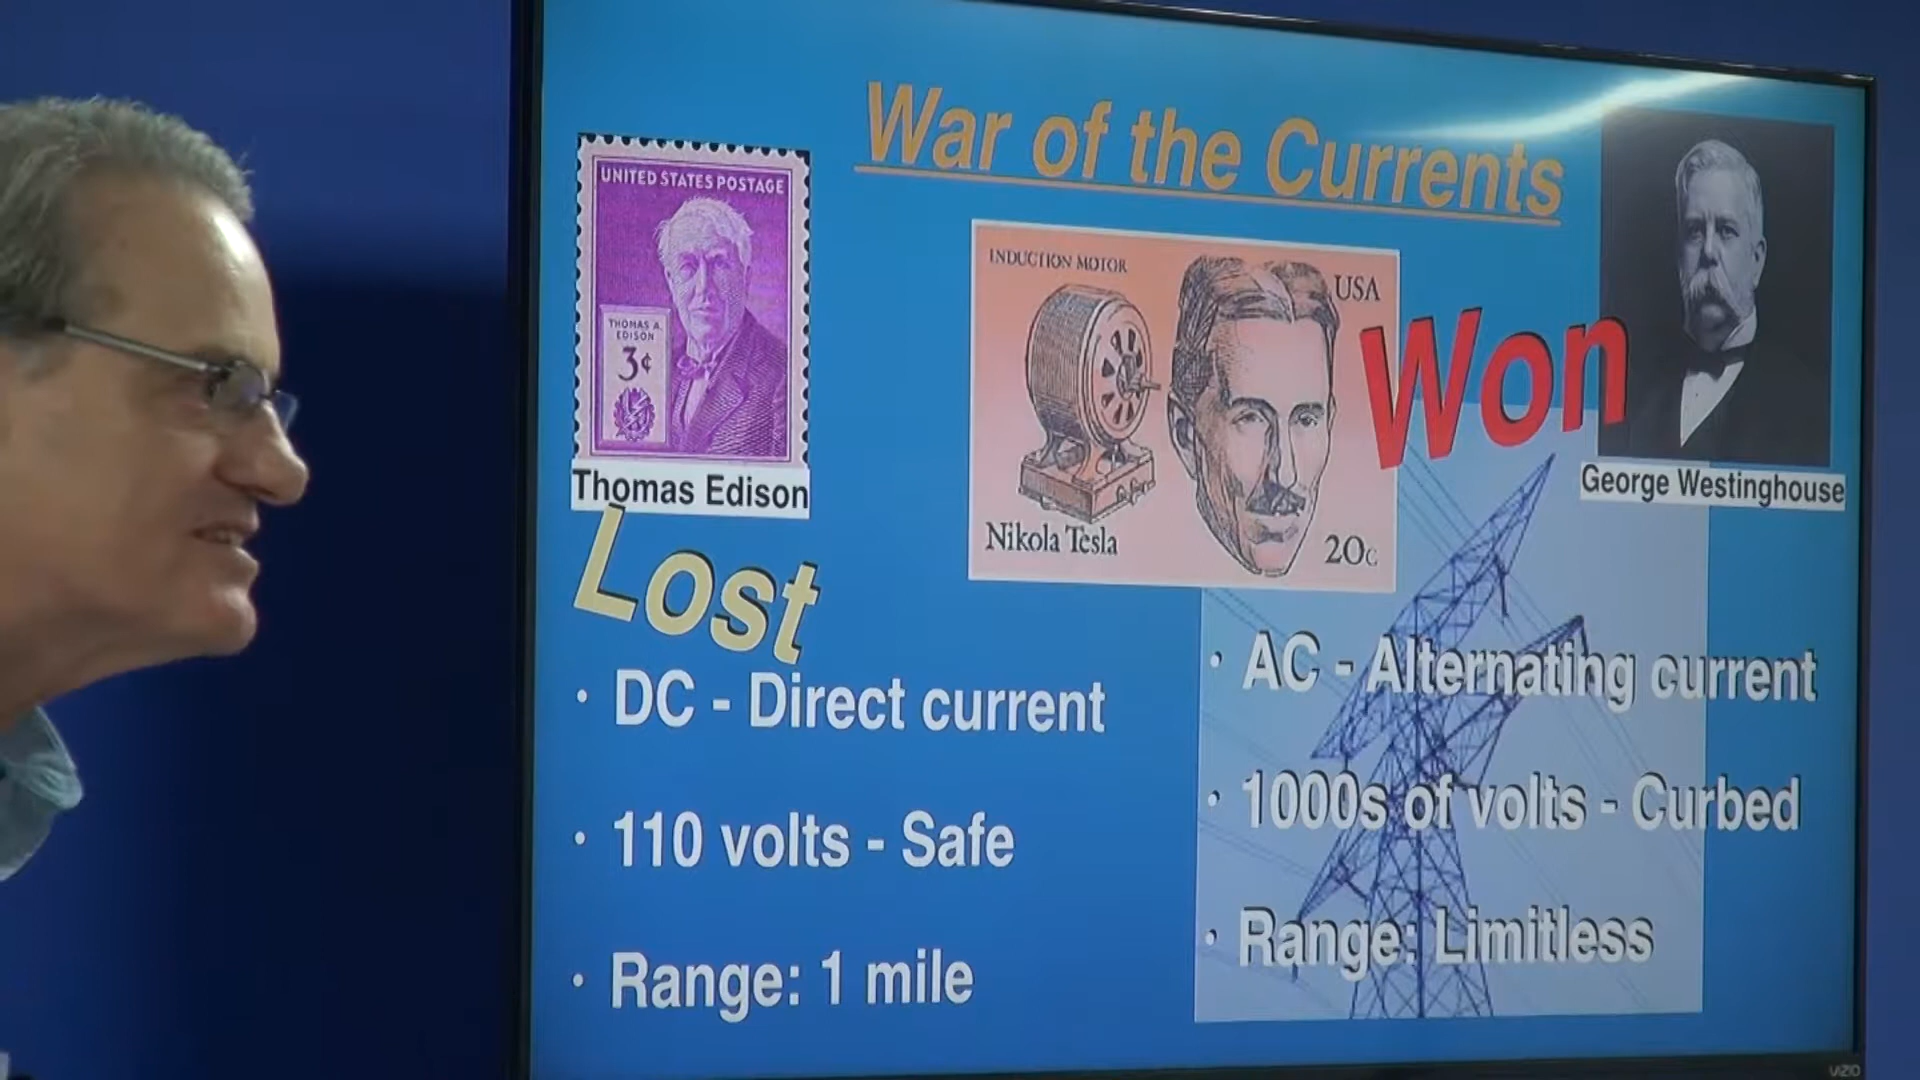 War of the Currents
UNITED STATES POSTAGE
THOMAS A.
EDISON
3¢
Thomas Edison
Lost
INDUCTION MOTOR
USA
Nikola Tesla
20c
Won
George Westinghouse
· DC - Direct current
· 110 volts - Safe
· Range: 1 mile
· AC - Alternating current
· 1000s of volts - Curbed
· Range: Limitless
VIZIO